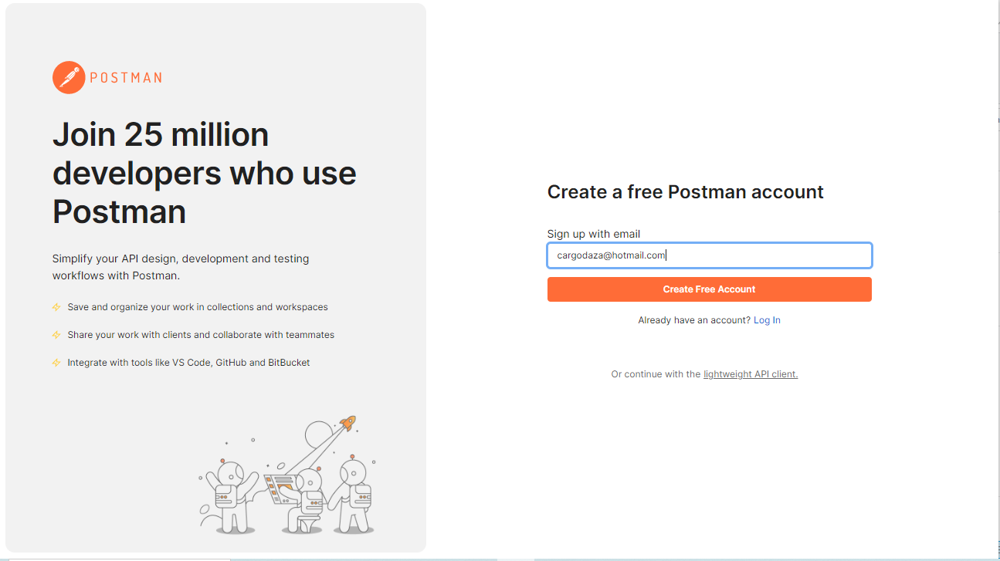 POSTMAN
Join 25 million
developers who use
Postman
Simplify your API design, development and testing
workflows with Postman.
Save and organize your work in collections and workspaces
Share your work with clients and collaborate with teammates
Integrate with tools like VS Code, GitHub and BitBucket
Create a free Postman account
Sign up with email
cargodaza@hotmail.com
Create Free Account
Already have an account? Log In
Or continue with the lightweight API client.